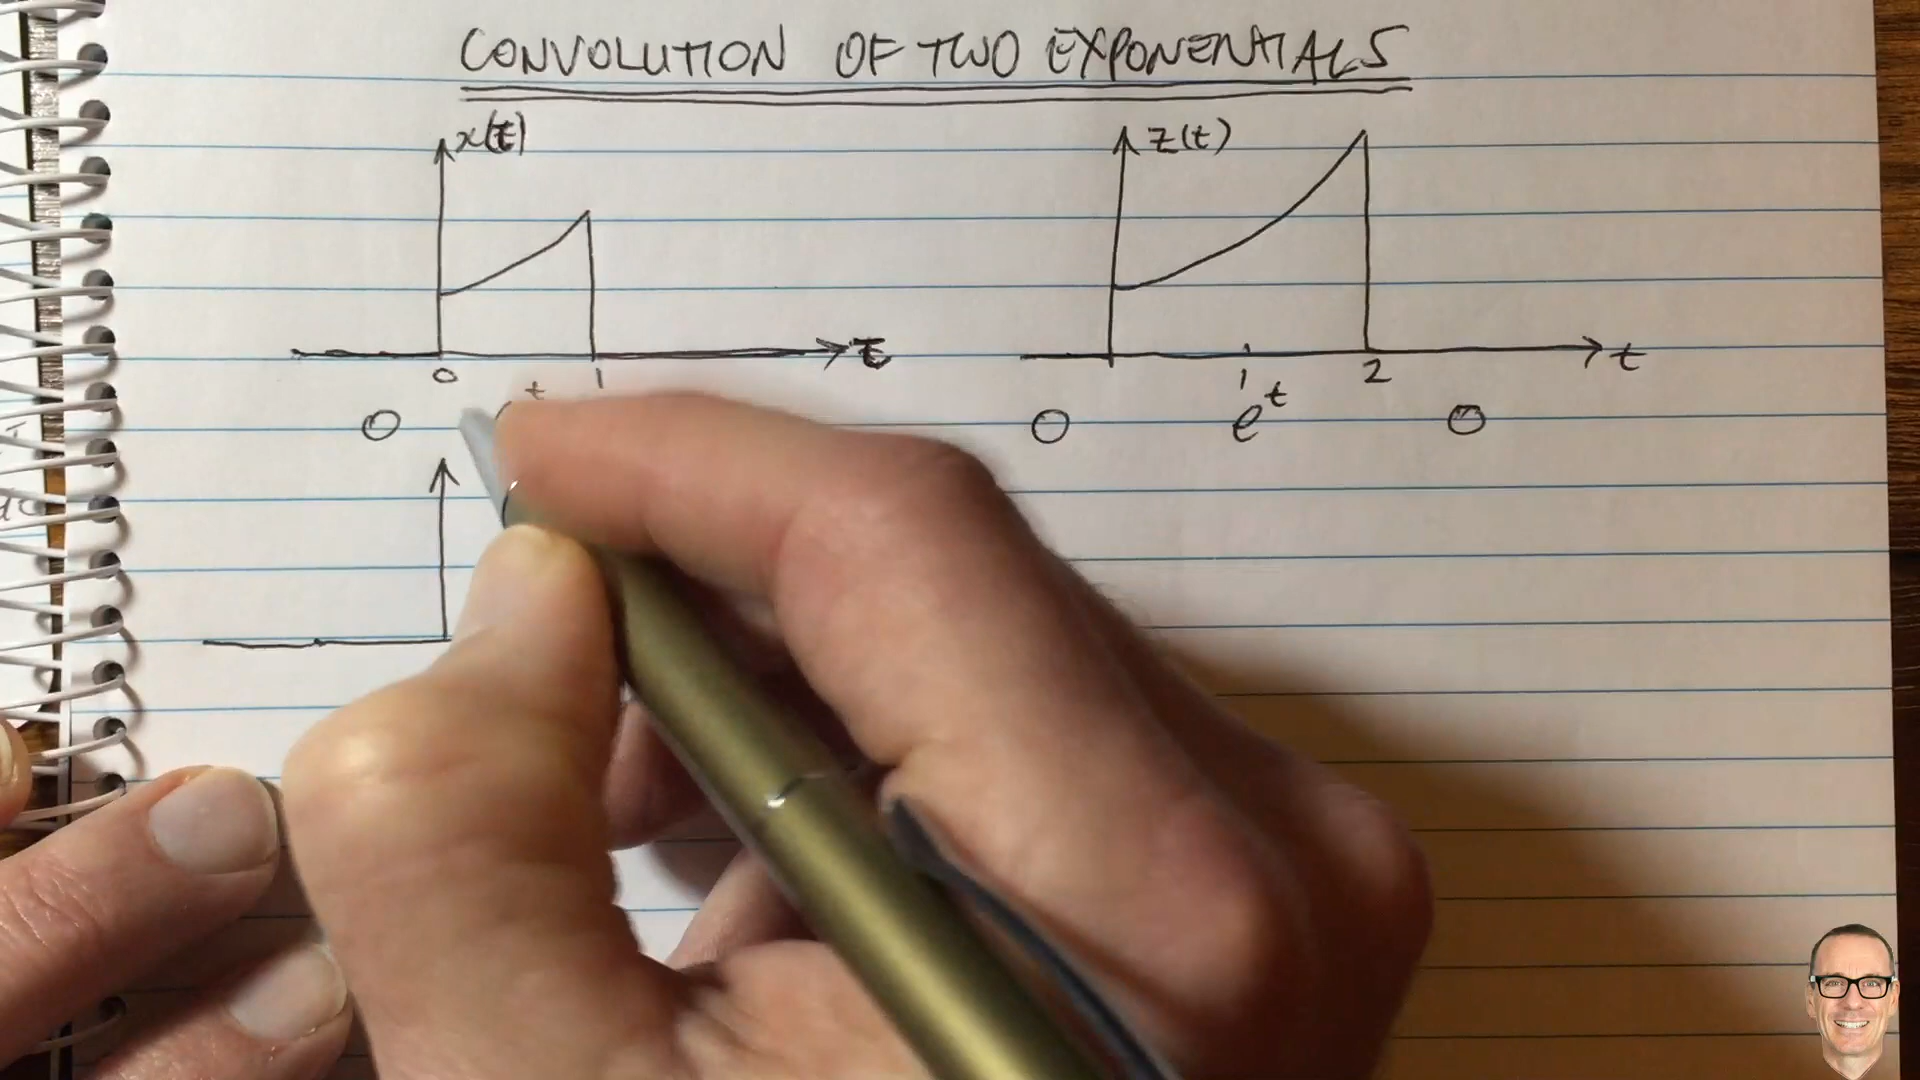 CONVOLUTION OF TWO EXPONENTIALS
x(t) z(t)
t t
0 1 1 2
0 t 0 e^t 0